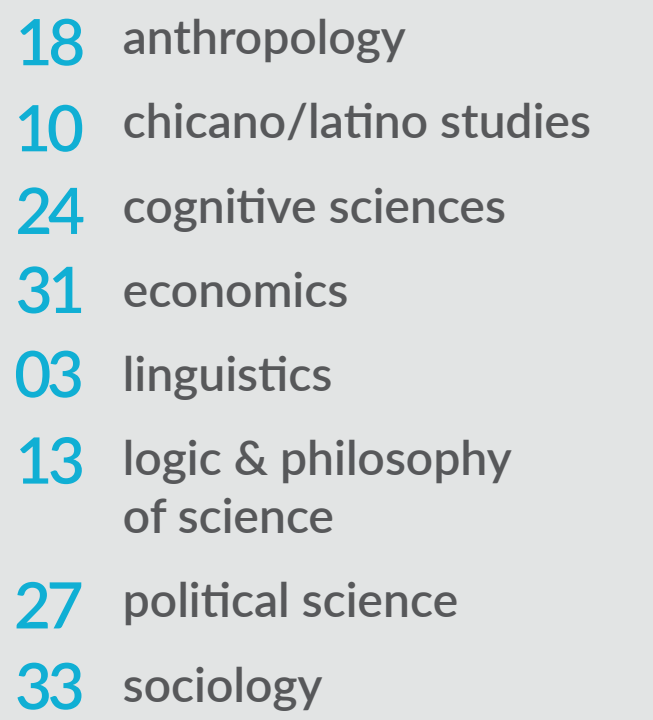 18 anthropology
10 chicano/latino studies
24 cognitive sciences
31 economics
03 linguistics
13 logic & philosophy
of science
27 political science
33 sociology